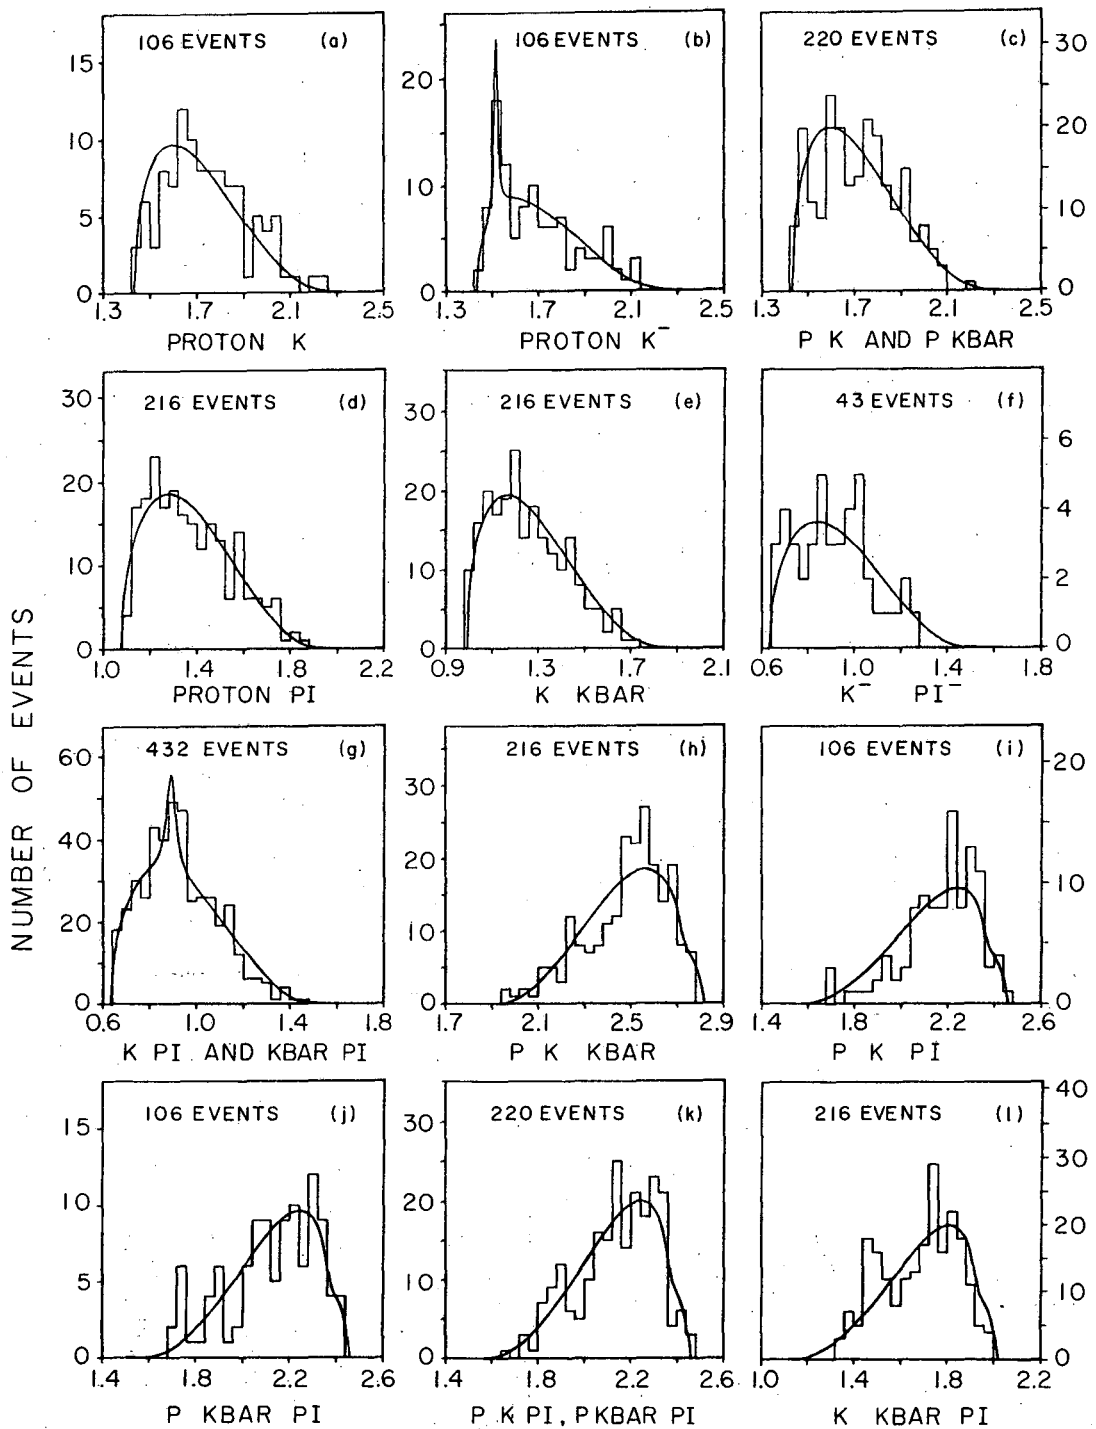 NUMBER OF EVENTS
106 EVENTS (a)
15
10
5
0
1.3 1.7 2.1 2.5
PROTON K
106 EVENTS (b)
20
10
0
1.3 1.7 2.1 2.5
PROTON K⁻
220 EVENTS (c)
30
20
10
0
1.3 1.7 2.1 2.5
P K AND P KBAR
216 EVENTS (d)
30
20
10
0
1.0 1.4 1.8 2.2
PROTON PI
216 EVENTS (e)
30
20
10
0
0.9 1.3 1.7 2.1
K KBAR
43 EVENTS (f)
6
4
2
0
0.6 1.0 1.4 1.8
K⁻ PI⁻
432 EVENTS (g)
60
40
20
0
0.6 1.0 1.4 1.8
K PI AND KBAR PI
216 EVENTS (h)
30
20
10
0
1.7 2.1 2.5 2.9
P K KBAR
106 EVENTS (i)
20
10
0
1.4 1.8 2.2 2.6
P K PI
106 EVENTS (j)
15
10
5
0
1.4 1.8 2.2 2.6
P KBAR PI
220 EVENTS (k)
30
20
10
0
1.4 1.8 2.2 2.6
P K PI, P KBAR PI
216 EVENTS (l)
40
30
20
10
0
1.0 1.4 1.8 2.2
K KBAR PI